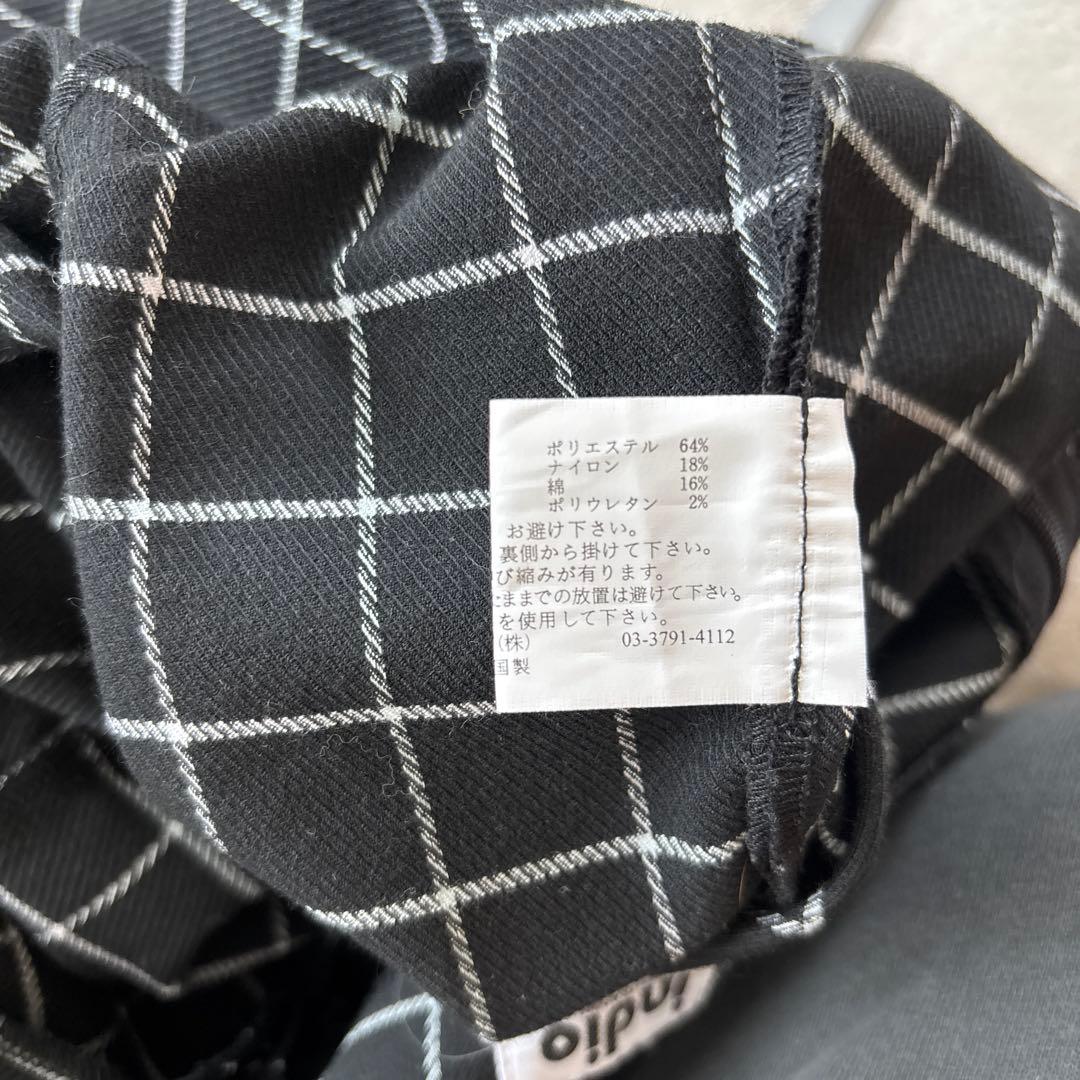 ポリエステル 64%
ナイロン 18%
綿 16%
ポリウレタン 2%
お避け下さい。
裏側から掛けて下さい。
び縮みが有ります。
ままでの放置は避けて下さい。
を使用して下さい。
(株) 03-3791-4112
国製
indio